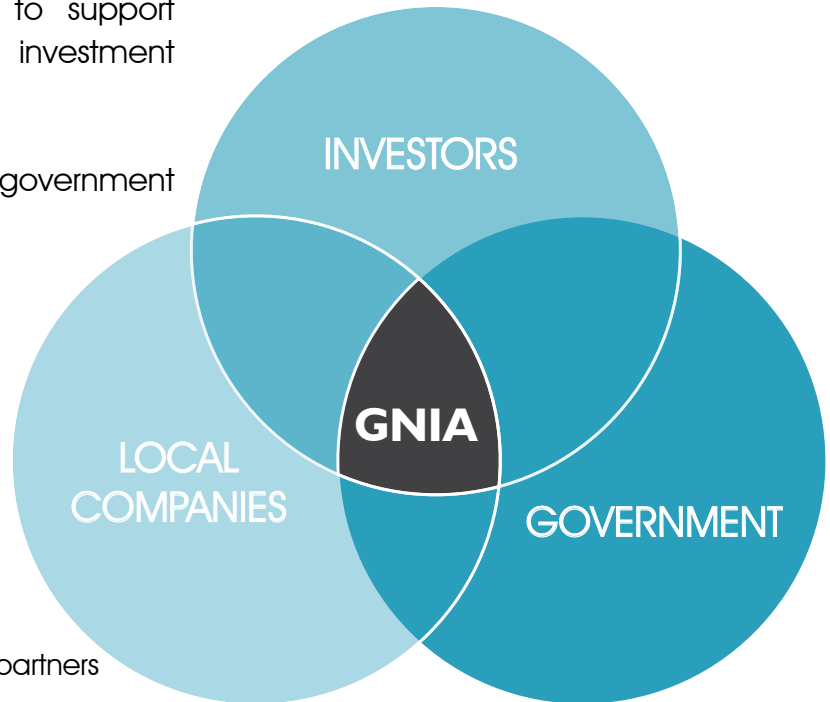 to support
investment
government
partners
INVESTORS
GNIA
LOCAL
COMPANIES
GOVERNMENT